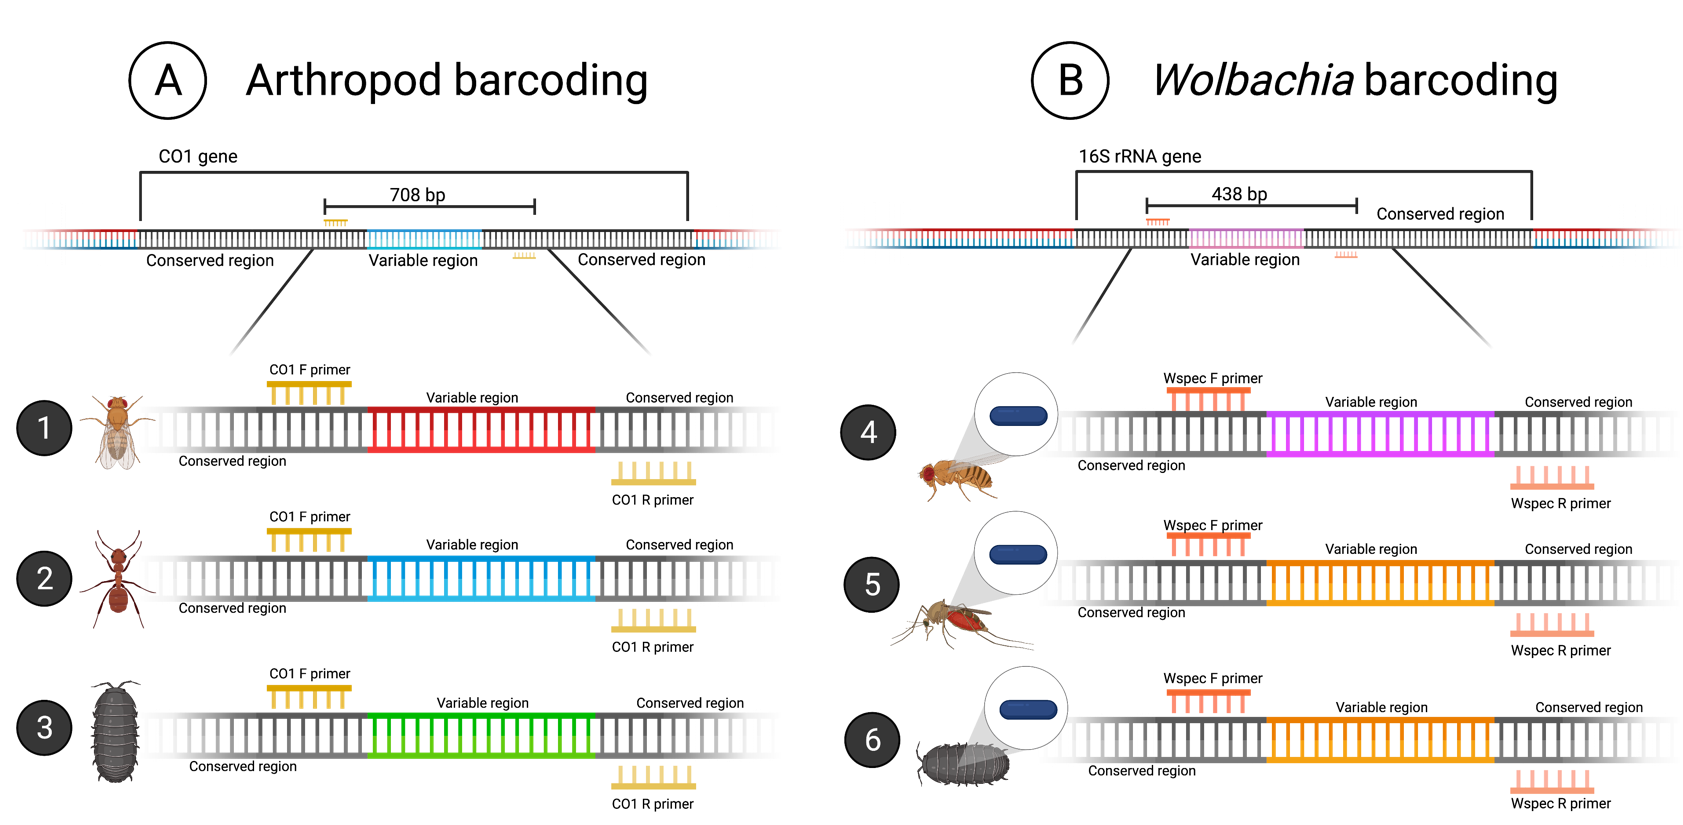 A Arthropod barcoding
CO1 gene
708 bp
Conserved region Variable region Conserved region
CO1 F primer
Variable region Conserved region
1
Conserved region
CO1 R primer
CO1 F primer
Variable region Conserved region
2
Conserved region
CO1 R primer
CO1 F primer
Variable region Conserved region
3
Conserved region
CO1 R primer
B Wolbachia barcoding
16S rRNA gene
438 bp
Conserved region
Variable region
Wspec F primer
Variable region Conserved region
4
Conserved region
Wspec R primer
Wspec F primer
Variable region Conserved region
5
Conserved region
Wspec R primer
Wspec F primer
Variable region Conserved region
6
Conserved region
Wspec R primer